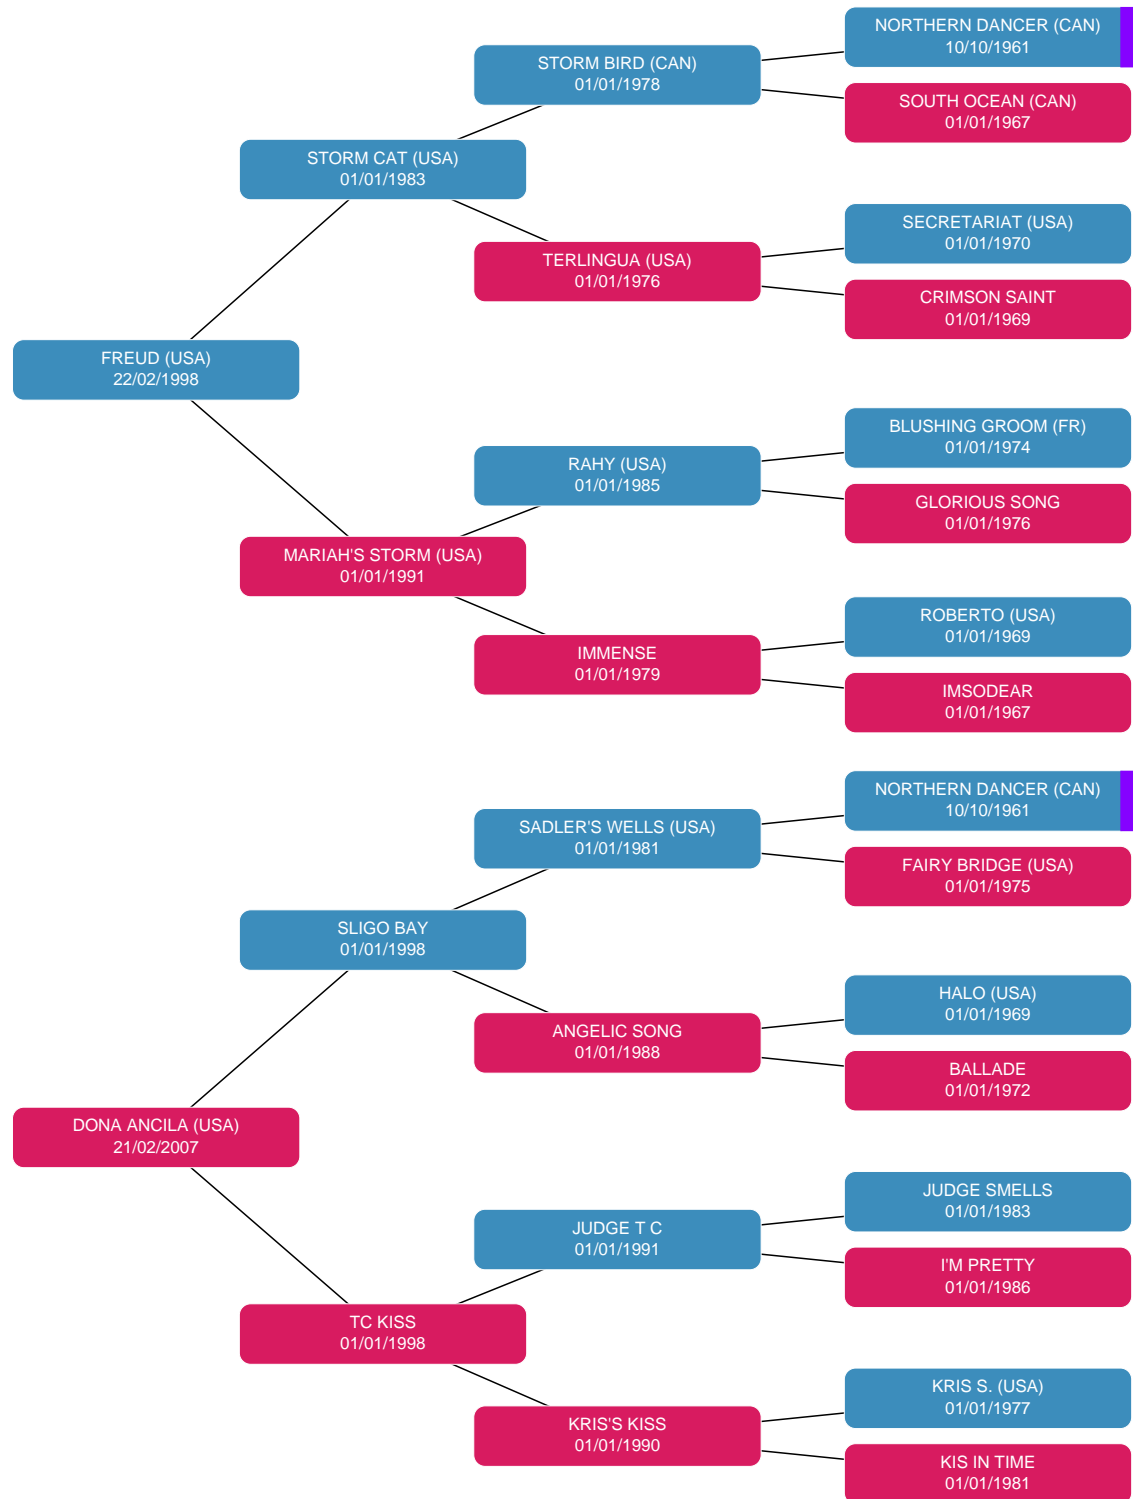 NORTHERN DANCER (CAN)
10/10/1961
STORM BIRD (CAN)
01/01/1978
SOUTH OCEAN (CAN)
01/01/1967
STORM CAT (USA)
01/01/1983
SECRETARIAT (USA)
01/01/1970
TERLINGUA (USA)
01/01/1976
CRIMSON SAINT
01/01/1969
FREUD (USA)
22/02/1998
BLUSHING GROOM (FR)
01/01/1974
RAHY (USA)
01/01/1985
GLORIOUS SONG
01/01/1976
MARIAH'S STORM (USA)
01/01/1991
ROBERTO (USA)
01/01/1969
IMMENSE
01/01/1979
IMSODEAR
01/01/1967
NORTHERN DANCER (CAN)
10/10/1961
SADLER'S WELLS (USA)
01/01/1981
FAIRY BRIDGE (USA)
01/01/1975
SLIGO BAY
01/01/1998
HALO (USA)
01/01/1969
ANGELIC SONG
01/01/1988
BALLADE
01/01/1972
DONA ANCILA (USA)
21/02/2007
JUDGE SMELLS
01/01/1983
JUDGE T C
01/01/1991
I'M PRETTY
01/01/1986
TC KISS
01/01/1998
KRIS S. (USA)
01/01/1977
KRIS'S KISS
01/01/1990
KIS IN TIME
01/01/1981